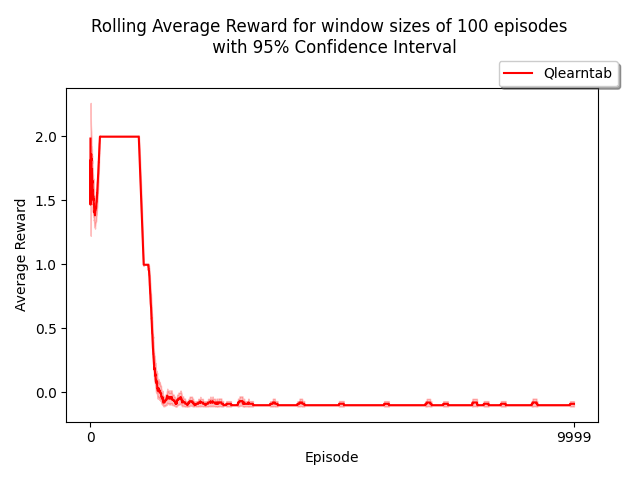 Rolling Average Reward for window sizes of 100 episodes
with 95% Confidence Interval
Qlearntab
2.0
1.5
1.0
0.5
0.0
Average Reward
0
9999
Episode